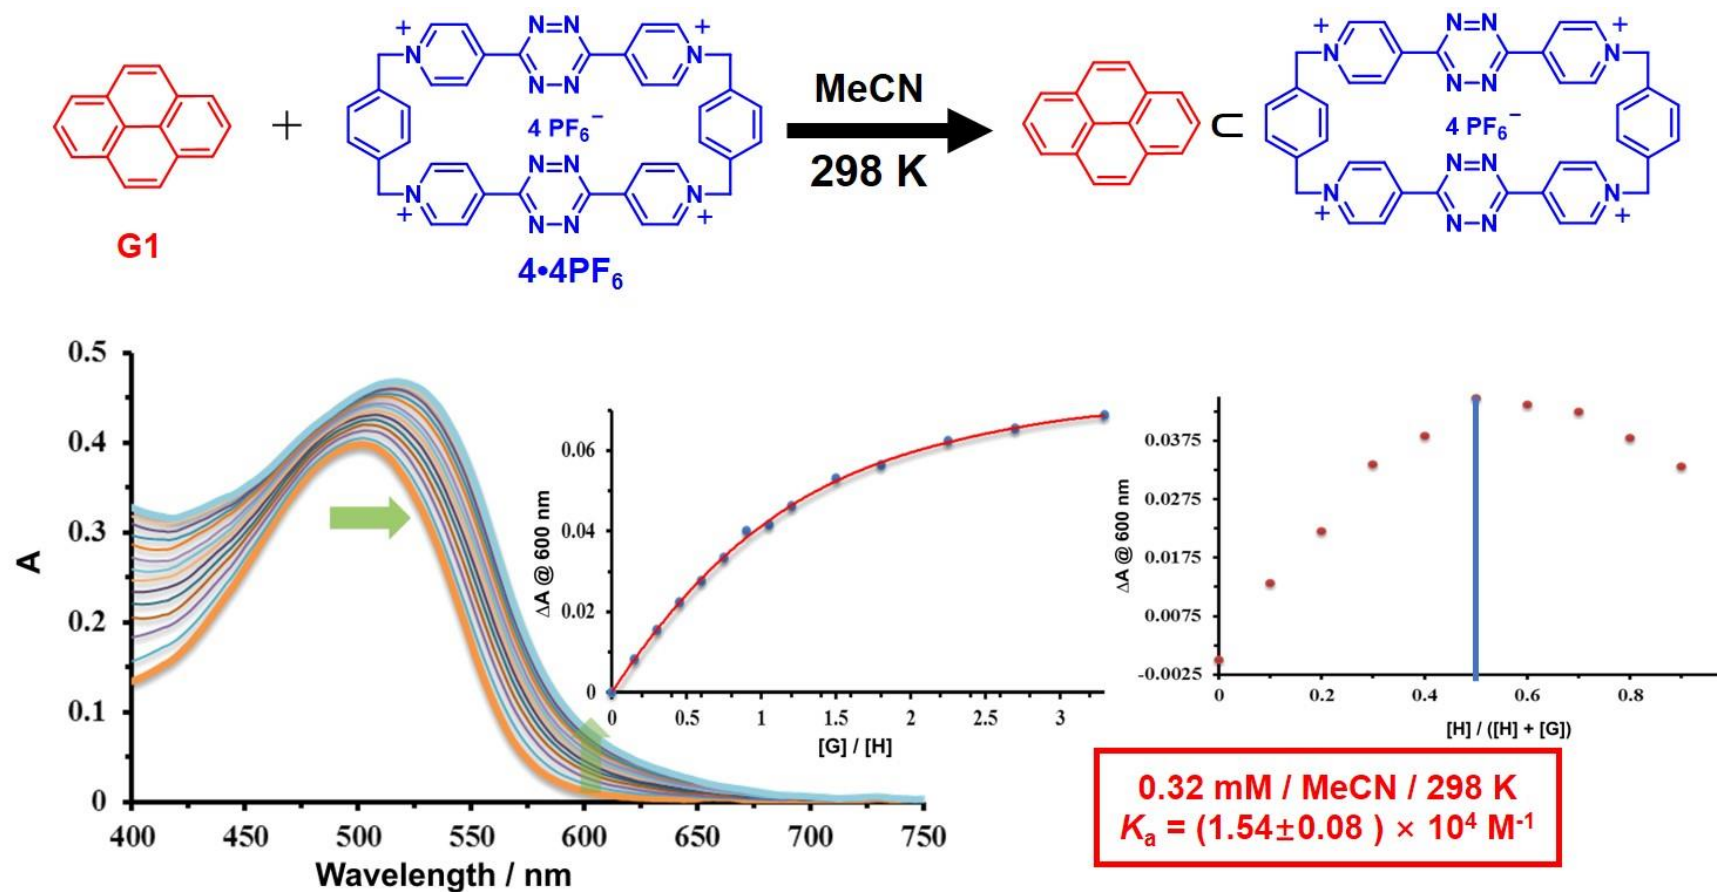 N=N
N-N
N=N
N-N
+
N
N
+
+
N
N
+
4 PF6−
N-N
N=N
N-N
N=N
+
MeCN
298 K
⊂
4 PF6−
+
N
N
+
+
N
N
+
G1
4•4PF6
0.5
0.4
0.3
0.2
0.1
0
A
400
450
500
550
600
650
700
750
Wavelength / nm
0.06
0.04
0.02
0
ΔA @ 600 nm
0
0.5
1
1.5
2
2.5
3
[G] / [H]
0.0375
0.0275
0.0175
0.0075
-0.0025
ΔA @ 600 nm
0
0.2
0.4
0.6
0.8
[H] / ([H] + [G])
0.32 mM / MeCN / 298 K
Ka = (1.54±0.08 ) × 10⁴ M⁻¹